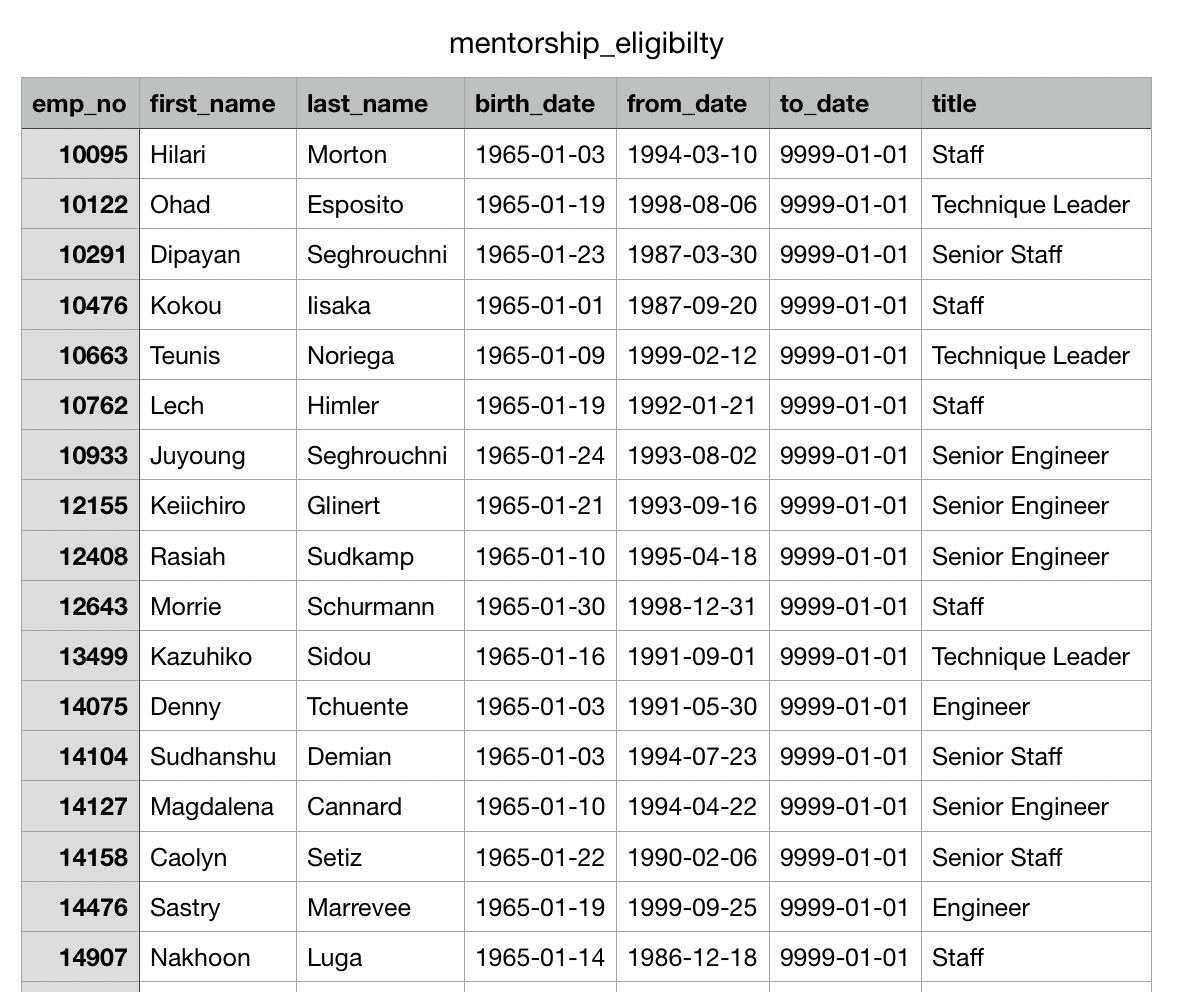 mentorship_eligibilty
emp_no first_name last_name birth_date from_date to_date title
10095 Hilari Morton 1965-01-03 1994-03-10 9999-01-01 Staff
10122 Ohad Esposito 1965-01-19 1998-08-06 9999-01-01 Technique Leader
10291 Dipayan Seghrouchni 1965-01-23 1987-03-30 9999-01-01 Senior Staff
10476 Kokou Iisaka 1965-01-01 1987-09-20 9999-01-01 Staff
10663 Teunis Noriega 1965-01-09 1999-02-12 9999-01-01 Technique Leader
10762 Lech Himler 1965-01-19 1992-01-21 9999-01-01 Staff
10933 Juyoung Seghrouchni 1965-01-24 1993-08-02 9999-01-01 Senior Engineer
12155 Keiichiro Glinert 1965-01-21 1993-09-16 9999-01-01 Senior Engineer
12408 Rasiah Sudkamp 1965-01-10 1995-04-18 9999-01-01 Senior Engineer
12643 Morrie Schurmann 1965-01-30 1998-12-31 9999-01-01 Staff
13499 Kazuhiko Sidou 1965-01-16 1991-09-01 9999-01-01 Technique Leader
14075 Denny Tchuente 1965-01-03 1991-05-30 9999-01-01 Engineer
14104 Sudhanshu Demian 1965-01-03 1994-07-23 9999-01-01 Senior Staff
14127 Magdalena Cannard 1965-01-10 1994-04-22 9999-01-01 Senior Engineer
14158 Caolyn Setiz 1965-01-22 1990-02-06 9999-01-01 Senior Staff
14476 Sastry Marrevee 1965-01-19 1999-09-25 9999-01-01 Engineer
14907 Nakhoon Luga 1965-01-14 1986-12-18 9999-01-01 Staff